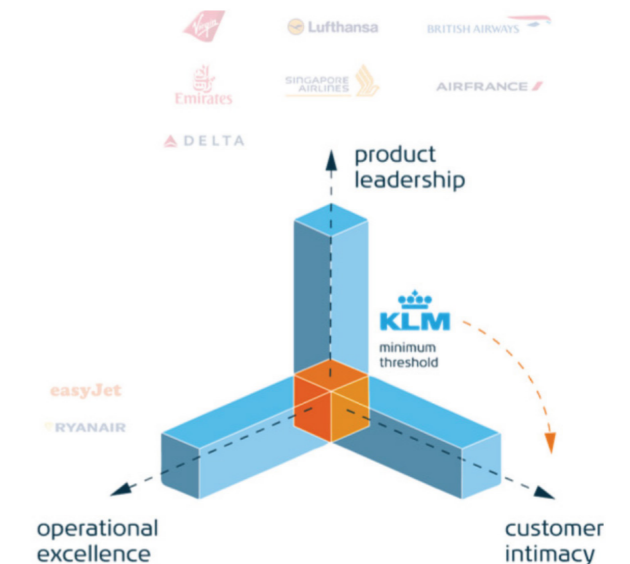 Virgin
Lufthansa
BRITISH AIRWAYS
Emirates
SINGAPORE
AIRLINES
AIRFRANCE
DELTA
product
leadership
KLM
minimum
threshold
easyJet
RYANAIR
operational
excellence
customer
intimacy